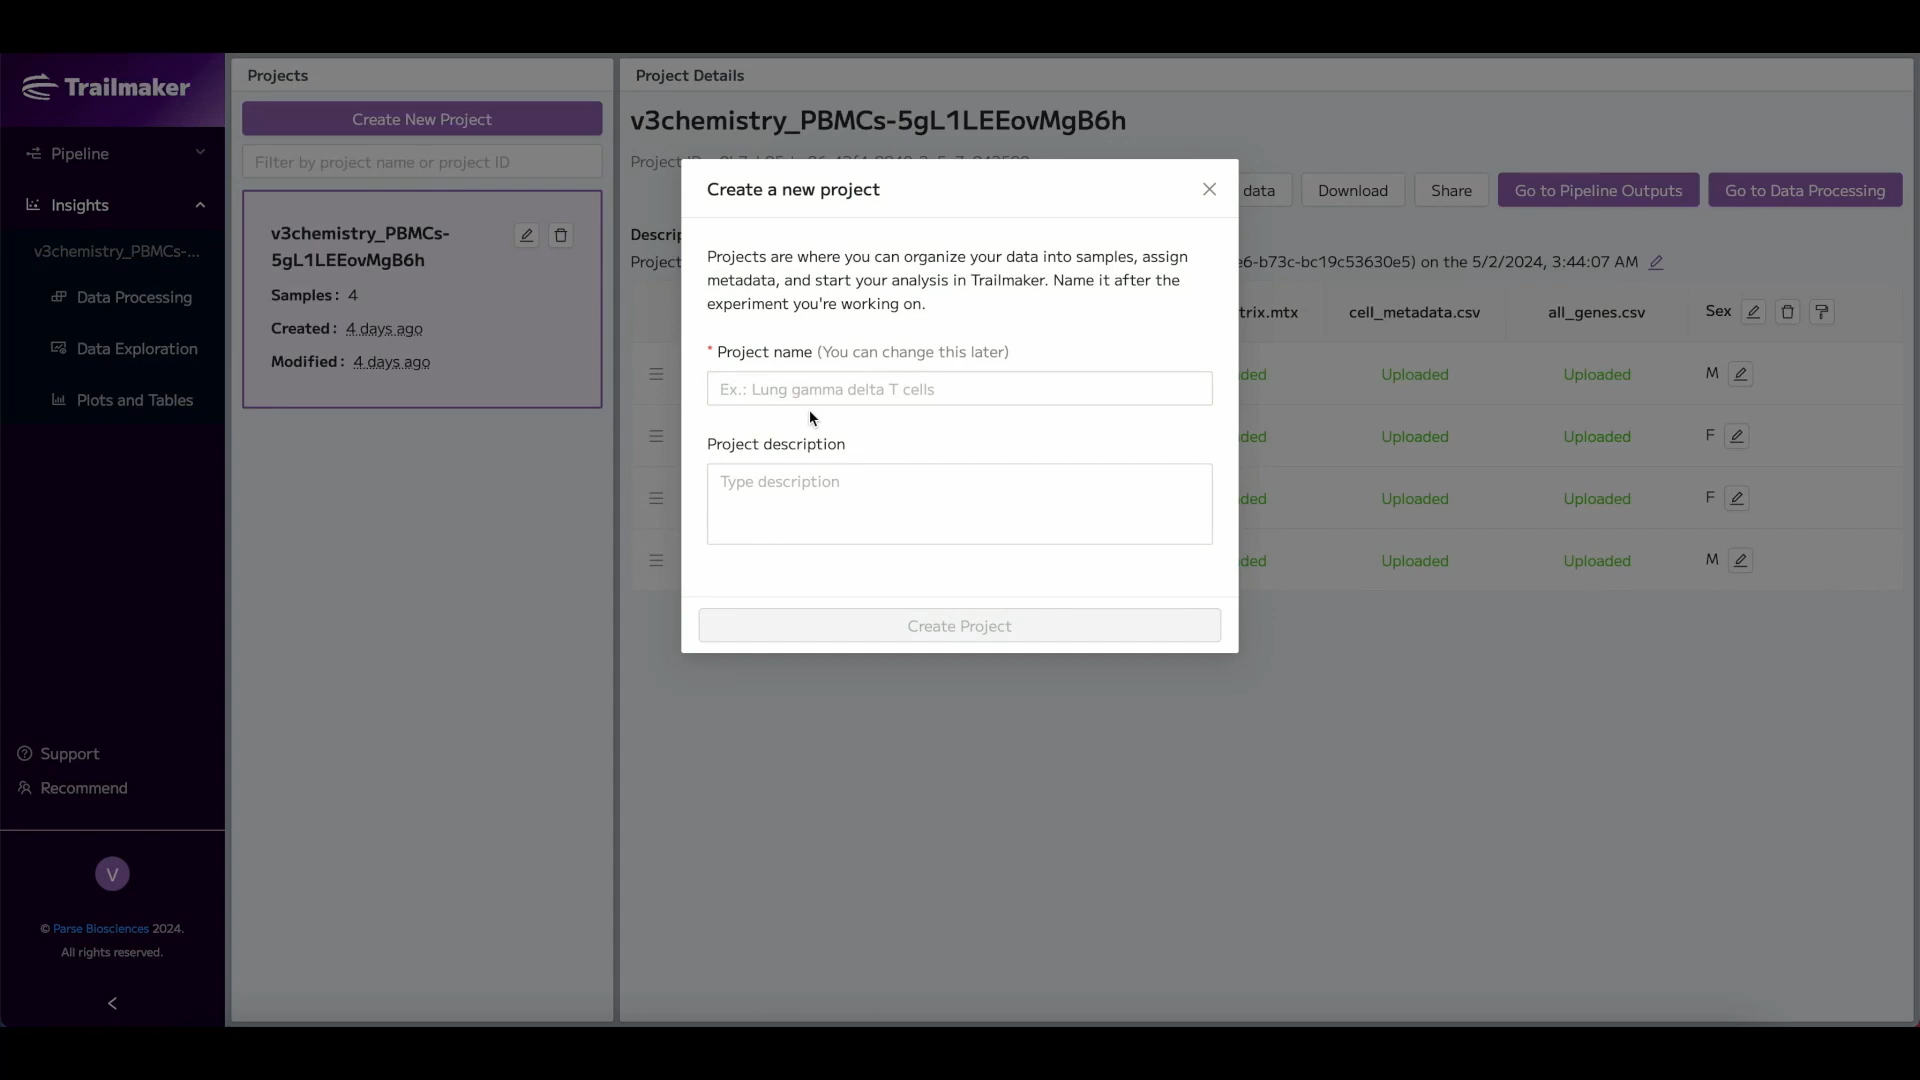 Trailmaker
Pipeline
Insights
v3chemistry_PBMCs-...
Data Processing
Data Exploration
Plots and Tables
Support
Recommend
V
© Parse Biosciences 2024.
All rights reserved.
Projects
Create New Project
Filter by project name or project ID
v3chemistry_PBMCs-
5gL1LEEovMgB6h
Samples: 4
Created: 4 days ago
Modified: 4 days ago
Project Details
v3chemistry_PBMCs-5gL1LEEovMgB6h
Project
data
Download
Share
Go to Pipeline Outputs
Go to Data Processing
Descrip
Project
e6-b73c-bc19c53630e5) on the 5/2/2024, 3:44:07 AM
trix.mtx cell_metadata.csv all_genes.csv Sex
ded Uploaded Uploaded M
ded Uploaded Uploaded F
ded Uploaded Uploaded F
ded Uploaded Uploaded M
Create a new project
Projects are where you can organize your data into samples, assign
metadata, and start your analysis in Trailmaker. Name it after the
experiment you're working on.
* Project name (You can change this later)
Ex.: Lung gamma delta T cells
Project description
Type description
Create Project